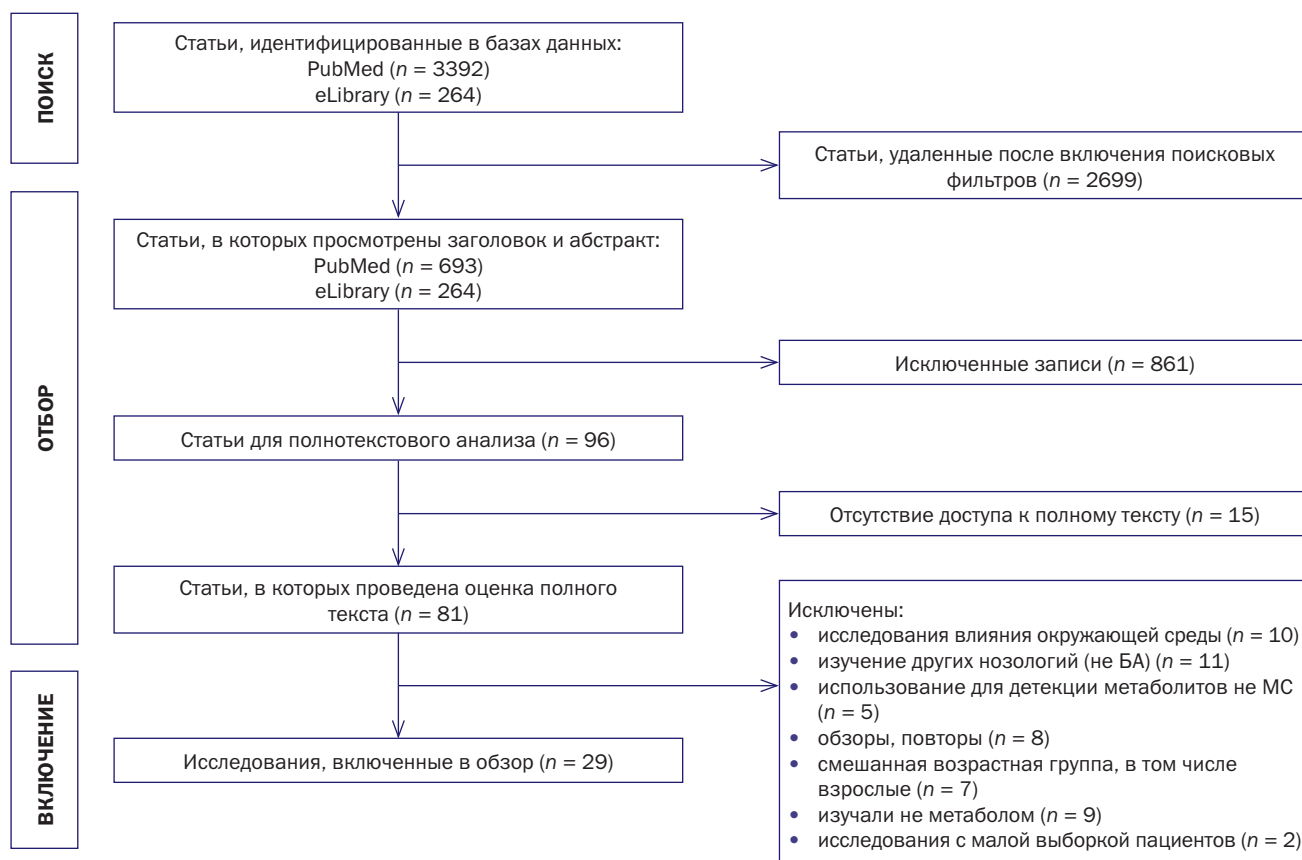 ПОИСК
Статьи, идентифицированные в базах данных:
PubMed (n = 3392)
eLibrary (n = 264)
Статьи, удаленные после включения поисковых
фильтров (n = 2699)
ОТБОР
Статьи, в которых просмотрены заголовок и абстракт:
PubMed (n = 693)
eLibrary (n = 264)
Исключенные записи (n = 861)
Статьи для полнотекстового анализа (n = 96)
Отсутствие доступа к полному тексту (n = 15)
Статьи, в которых проведена оценка полного
текста (n = 81)
Исключены:
• исследования влияния окружающей среды (n = 10)
• изучение других нозологий (не БА) (n = 11)
• использование для детекции метаболитов не МС
(n = 5)
• обзоры, повторы (n = 8)
• смешанная возрастная группа, в том числе
взрослые (n = 7)
• изучали не метаболом (n = 9)
• исследования с малой выборкой пациентов (n = 2)
ВКЛЮЧЕНИЕ
Исследования, включенные в обзор (n = 29)